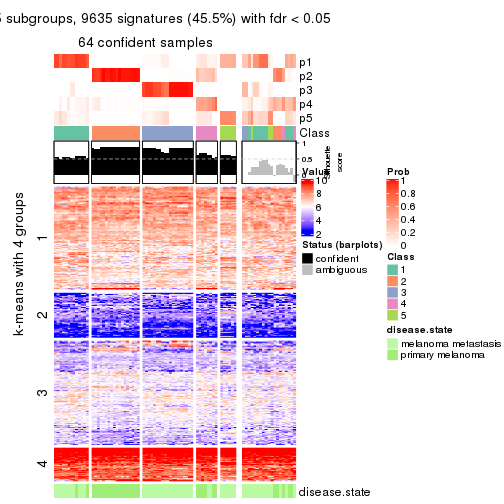 5 subgroups, 9635 signatures (45.5%) with fdr < 0.05
64 confident samples
p1
p2
p3
p4
p5
Class
1
0.5
0
Silhouette
score
k-means with 4 groups
1
2
3
4
disease.state
Value
10
8
6
4
2
Status (barplots)
confident
ambiguous
Prob
1
0.8
0.6
0.4
0.2
0
Class
1
2
3
4
5
disease.state
melanoma metastasis
primary melanoma